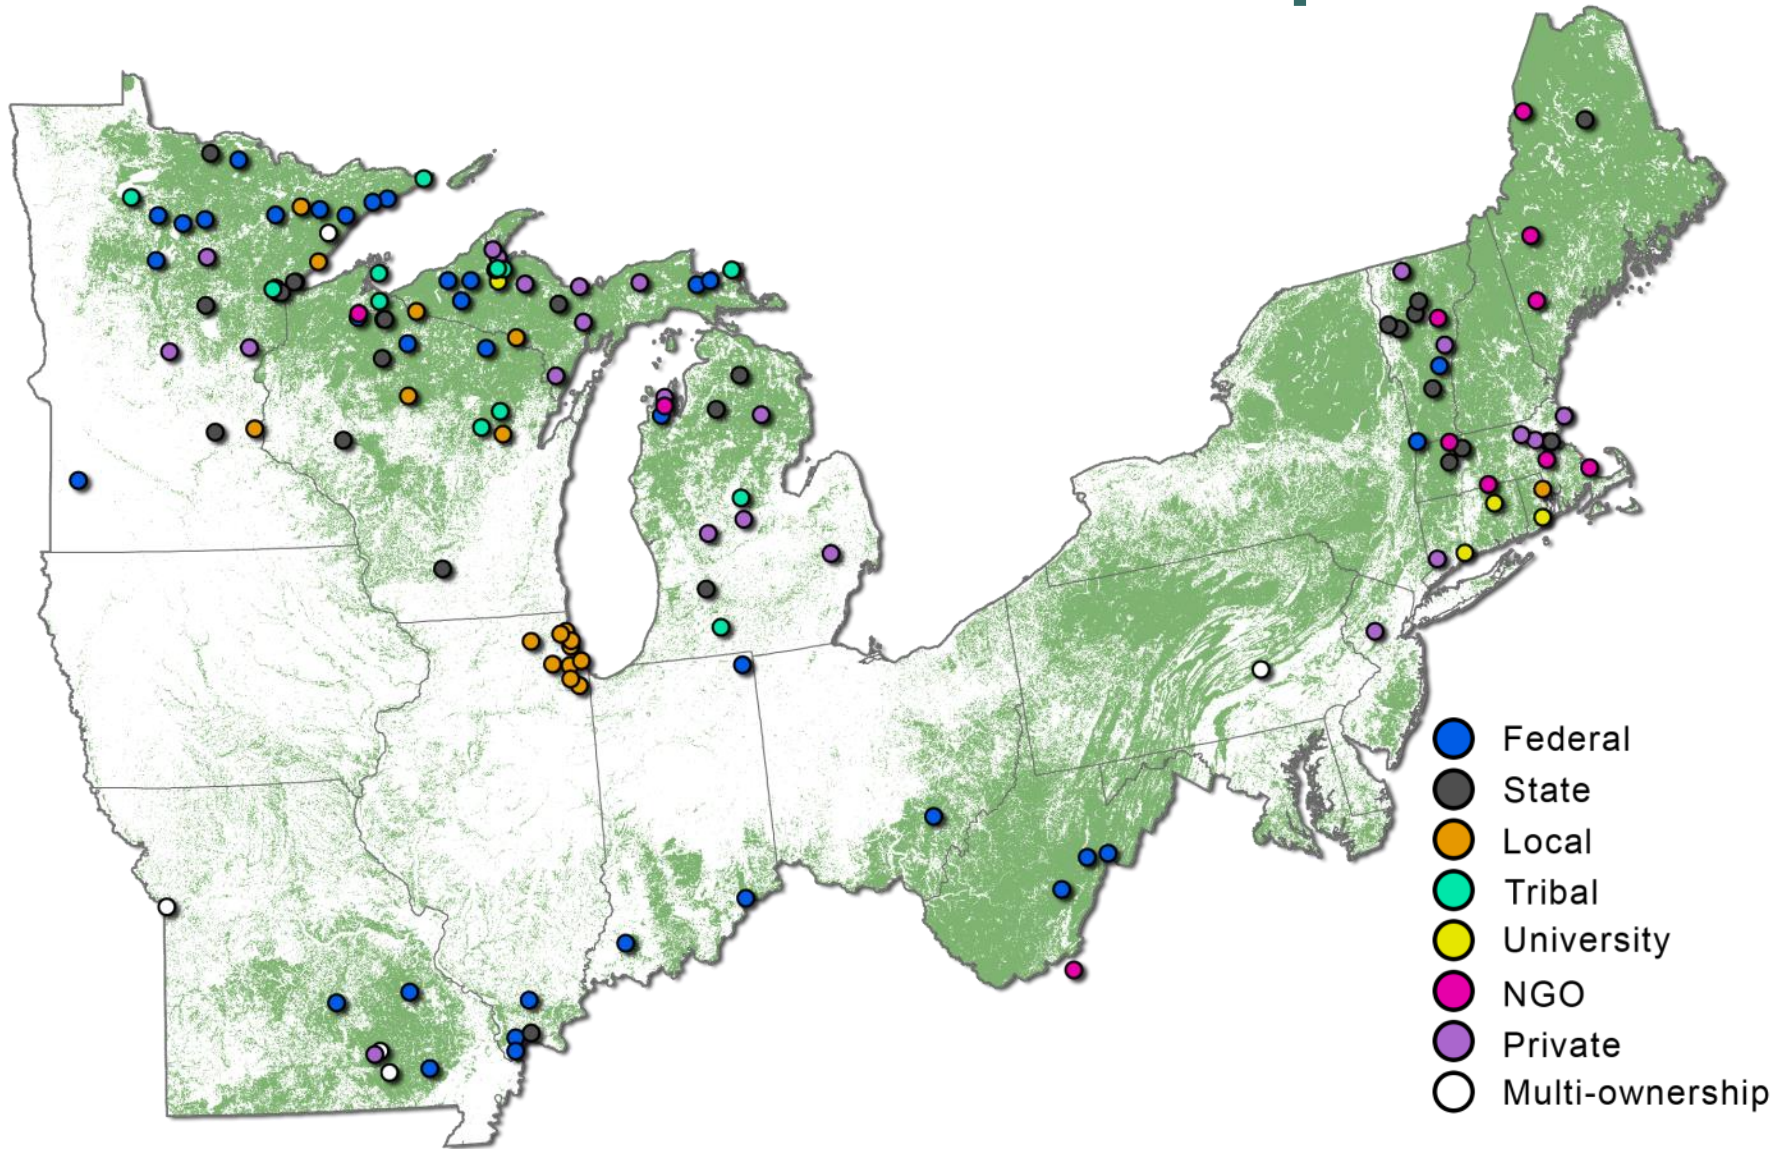 Federal
State
Local
Tribal
University
NGO
Private
Multi-ownership